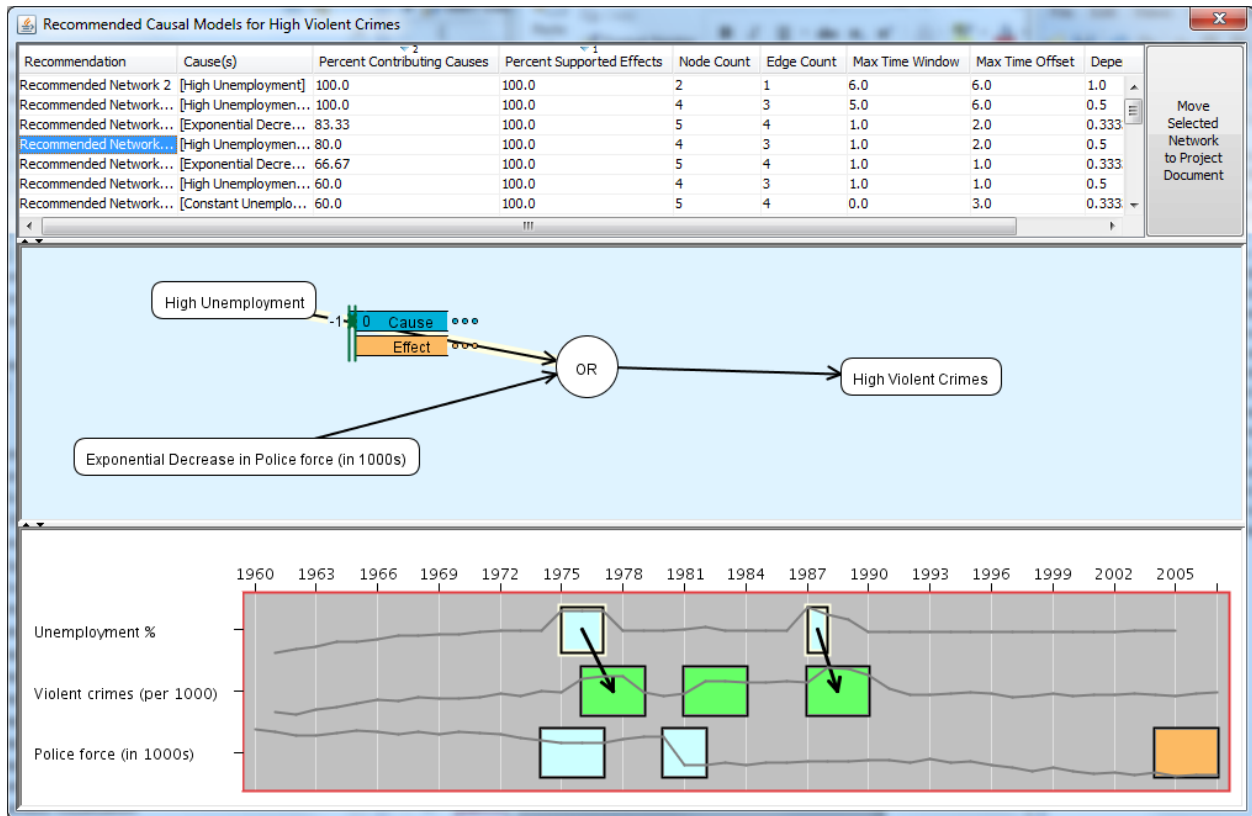 Recommended Causal Models for High Violent Crimes
Recommendation Cause(s) Percent Contributing Causes 2 Percent Supported Effects 1 Node Count Edge Count Max Time Window Max Time Offset Depe
Recommended Network 2 [High Unemployment] 100.0 100.0 2 1 6.0 6.0 1.0
Recommended Network... [High Unemploymen... 100.0 100.0 4 3 5.0 6.0 0.5
Recommended Network... [Exponential Decre... 83.33 100.0 5 4 1.0 2.0 0.333
Recommended Network... [High Unemploymen... 80.0 100.0 4 3 1.0 2.0 0.5
Recommended Network... [Exponential Decre... 66.67 100.0 5 4 1.0 1.0 0.333
Recommended Network... [High Unemploymen... 60.0 100.0 4 3 1.0 1.0 0.5
Recommended Network... [Constant Unemplo... 60.0 100.0 5 4 0.0 3.0 0.333
Move
Selected
Network
to Project
Document
High Unemployment
-1 0 Cause
Effect
OR
High Violent Crimes
Exponential Decrease in Police force (in 1000s)
1960 1963 1966 1969 1972 1975 1978 1981 1984 1987 1990 1993 1996 1999 2002 2005
Unemployment %
Violent crimes (per 1000)
Police force (in 1000s)